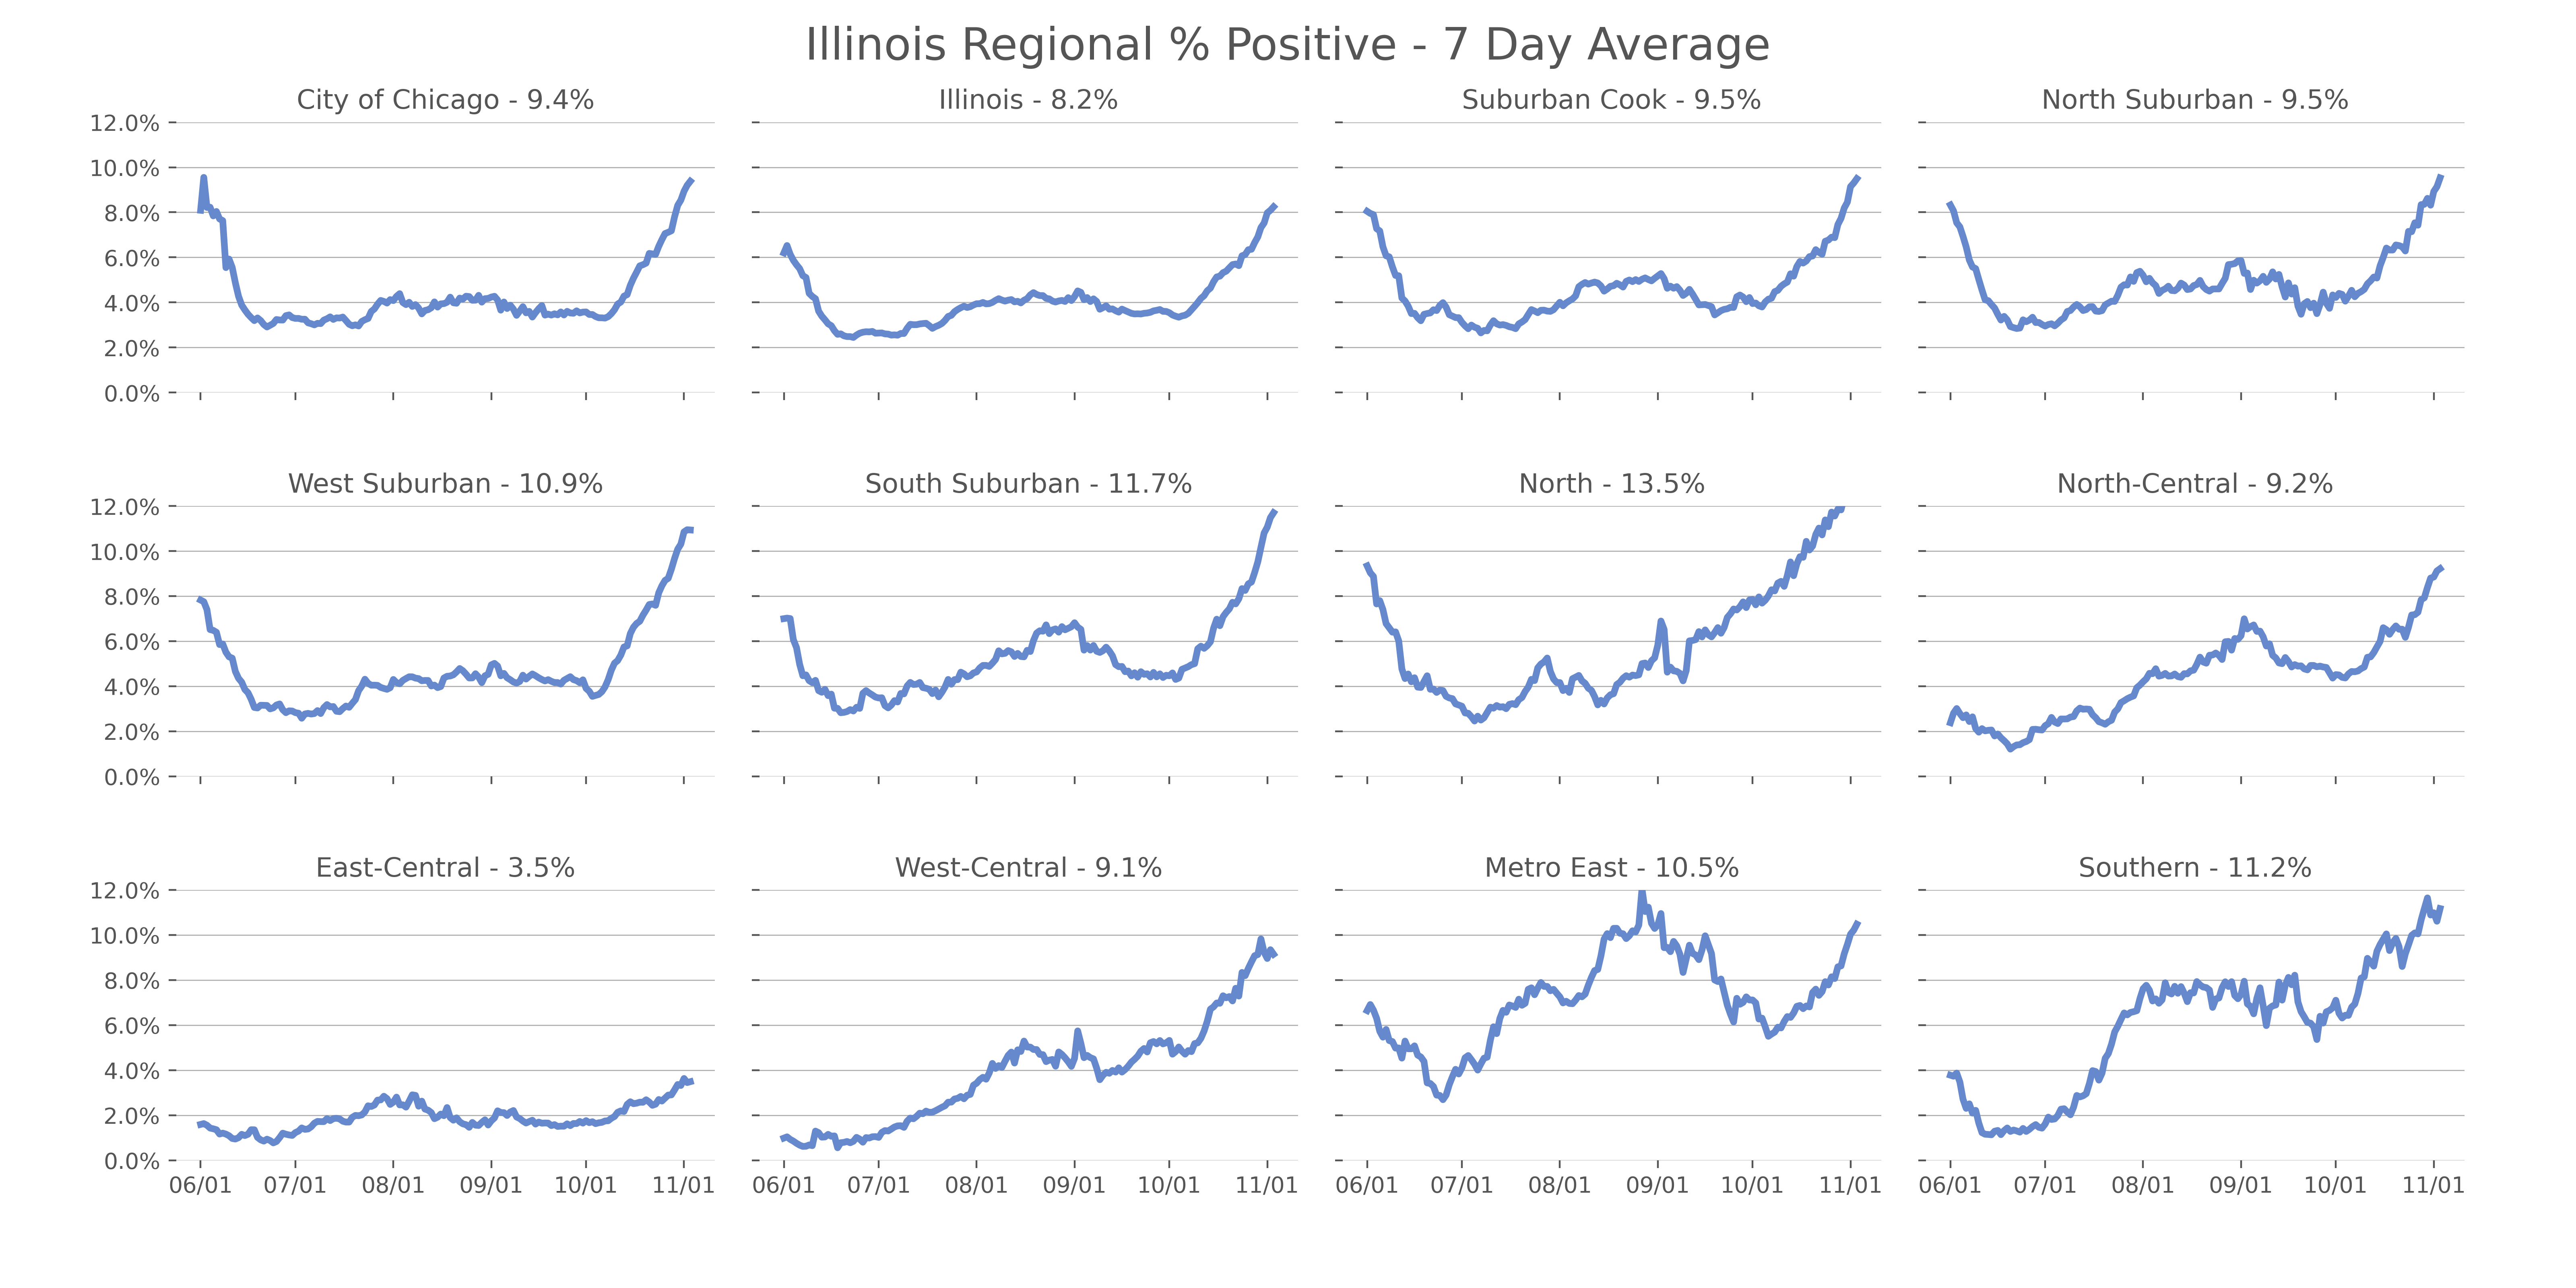 Illinois Regional % Positive - 7 Day Average
City of Chicago - 9.4%
Illinois - 8.2%
Suburban Cook - 9.5%
North Suburban - 9.5%
12.0%
10.0%
8.0%
6.0%
4.0%
2.0%
0.0%
West Suburban - 10.9%
South Suburban - 11.7%
North - 13.5%
North-Central - 9.2%
12.0%
10.0%
8.0%
6.0%
4.0%
2.0%
0.0%
East-Central - 3.5%
West-Central - 9.1%
Metro East - 10.5%
Southern - 11.2%
12.0%
10.0%
8.0%
6.0%
4.0%
2.0%
0.0%
06/01 07/01 08/01 09/01 10/01 11/01
06/01 07/01 08/01 09/01 10/01 11/01
06/01 07/01 08/01 09/01 10/01 11/01
06/01 07/01 08/01 09/01 10/01 11/01